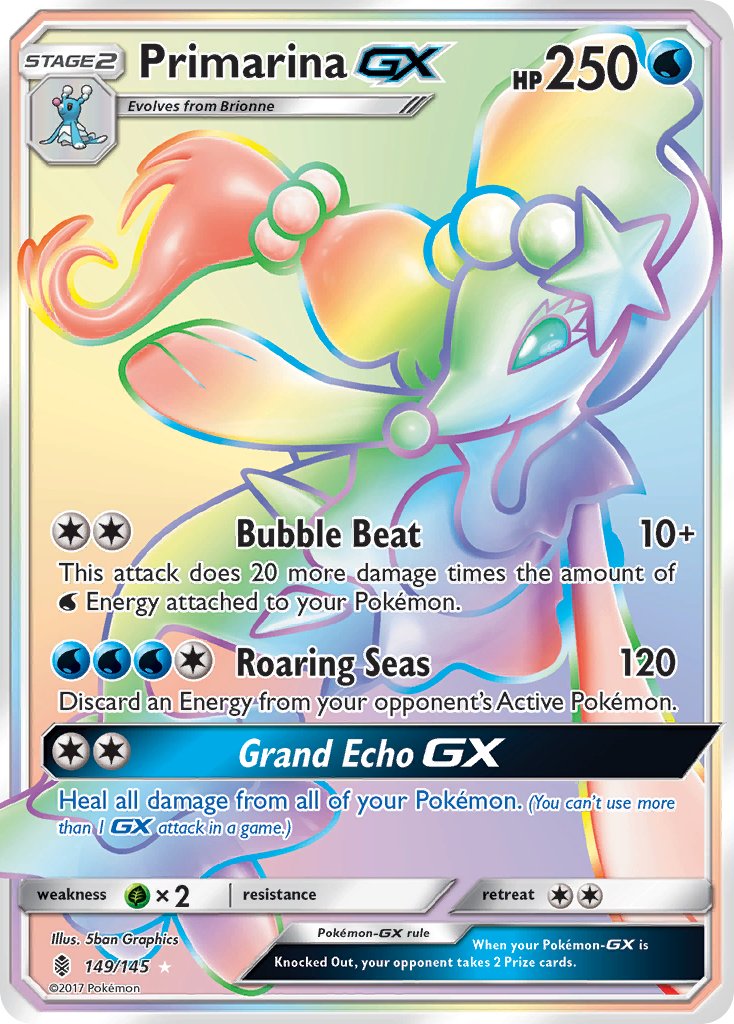 STAGE2 Primarina GX HP250
Evolves from Brionne
Bubble Beat 10+
This attack does 20 more damage times the amount of
Energy attached to your Pokémon.
Roaring Seas 120
Discard an Energy from your opponent's Active Pokémon.
Grand Echo GX
Heal all damage from all of your Pokémon. (You can't use more
than 1 GX attack in a game.)
weakness ×2 resistance retreat
Illus. 5ban Graphics
149/145
©2017 Pokémon
Pokémon-GX rule
When your Pokémon-GX is
Knocked Out, your opponent takes 2 Prize cards.